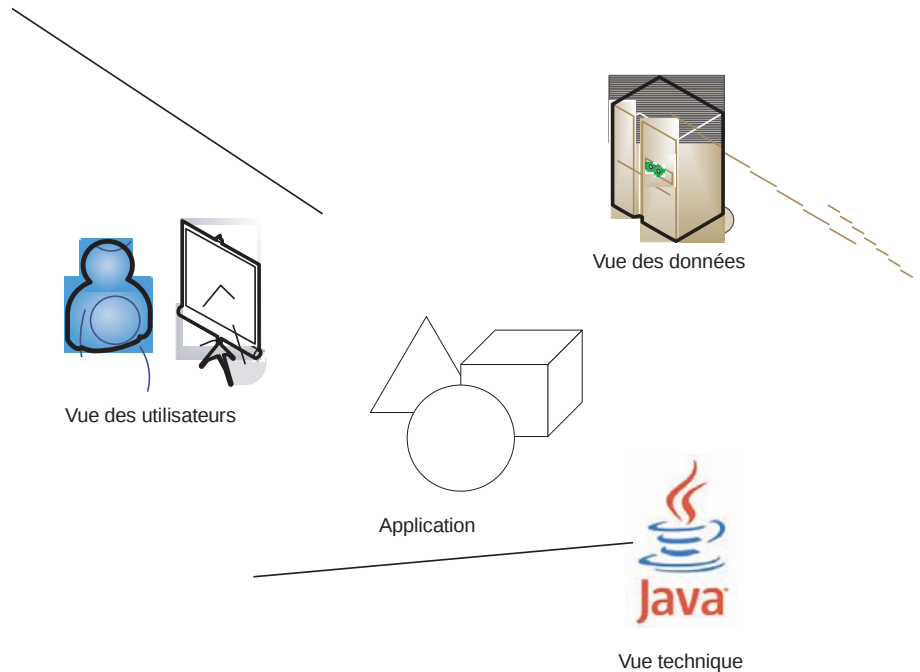 Vue des données
Vue des utilisateurs
Application
Java
Vue technique